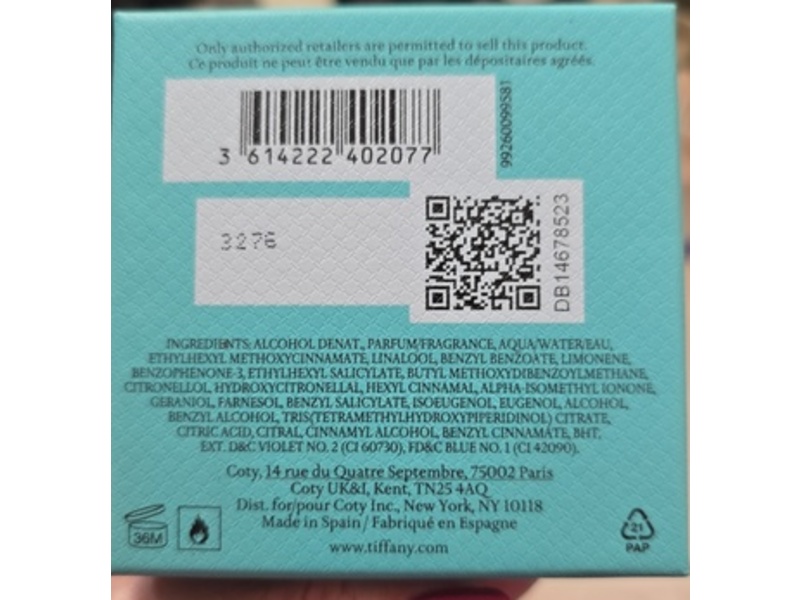 Only authorized retailers are permitted to sell this product.
Ce produit ne peut être vendu que par les dépositaires agréés.
3 614222 402077
99260099581
3276
DB14678523
INGREDIENTS: ALCOHOL DENAT., PARFUM/FRAGRANCE, AQUA/WATER/EAU,
ETHYLHEXYL METHOXYCINNAMATE, LINALOOL, BENZYL BENZOATE, LIMONENE,
BENZOPHENONE-3, ETHYLHEXYL SALICYLATE, BUTYL METHOXYDIBENZOYLMETHANE,
CITRONELLOL, HYDROXYCITRONELLAL, HEXYL CINNAMAL, ALPHA-ISOMETHYL IONONE,
GERANIOL, FARNESOL, BENZYL SALICYLATE, ISOEUGENOL, EUGENOL, ALCOHOL,
BENZYL ALCOHOL, TRIS(TETRAMETHYLHYDROXYPIPERIDINOL) CITRATE,
CITRIC ACID, CITRAL, CINNAMYL ALCOHOL, BENZYL CINNAMATE, BHT,
EXT. D&C VIOLET NO. 2 (CI 60730), FD&C BLUE NO. 1 (CI 42090).
Coty, 14 rue du Quatre Septembre, 75002 Paris
Coty UK&I, Kent, TN25 4AQ
Dist. for/pour Coty Inc., New York, NY 10118
Made in Spain / Fabriqué en Espagne
www.tiffany.com
36M
21
PAP